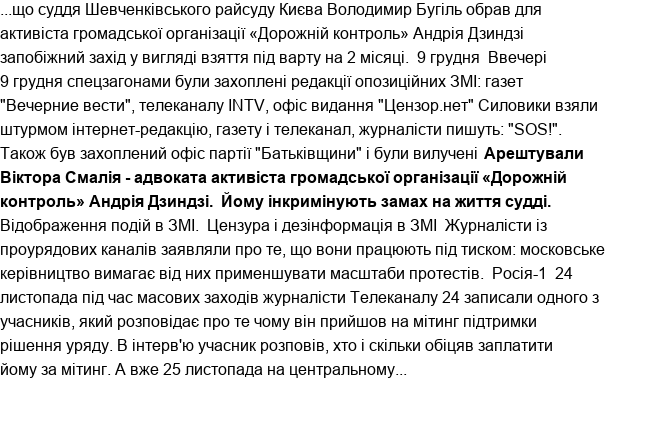 ...що суддя Шевченківського райсуду Києва Володимир Бугіль обрав для
активіста громадської організації «Дорожній контроль» Андрія Дзиндзі
запобіжний захід у вигляді взяття під варту на 2 місяці.  9 грудня  Ввечері
9 грудня спецзагонами були захоплені редакції опозиційних ЗМІ: газет
"Вечерние вести", телеканалу INTV, офіс видання "Цензор.нет" Силовики взяли
штурмом інтернет-редакцію, газету і телеканал, журналісти пишуть: "SOS!".
Також був захоплений офіс партії "Батьківщини" і були вилучені Арештували
Віктора Смалія - адвоката активіста громадської організації «Дорожній
контроль» Андрія Дзиндзі.  Йому інкримінують замах на життя судді.
Відображення подій в ЗМІ.  Цензура і дезінформація в ЗМІ  Журналісти із
проурядових каналів заявляли про те, що вони працюють під тиском: московське
керівництво вимагає від них применшувати масштаби протестів.  Росія-1  24
листопада під час масових заходів журналісти Телеканалу 24 записали одного з
учасників, який розповідає про те чому він прийшов на мітинг підтримки
рішення уряду. В інтерв'ю учасник розповів, хто і скільки обіцяв заплатити
йому за мітинг. А вже 25 листопада на центральному...